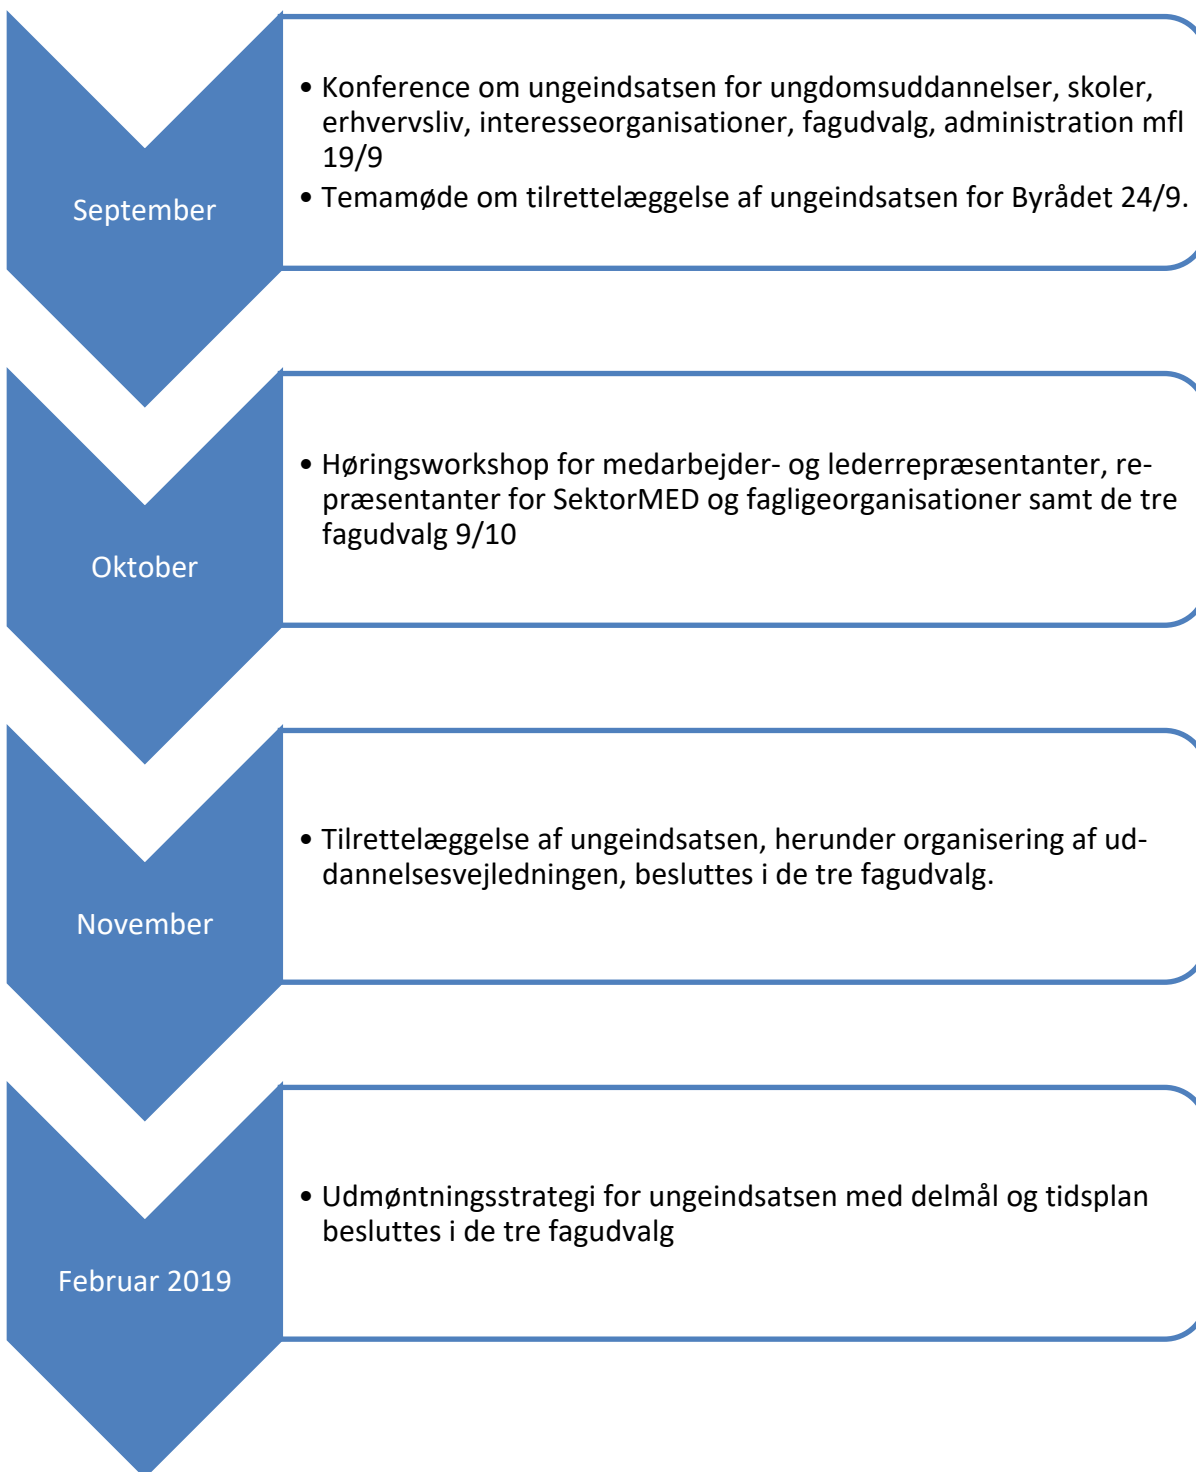 September
• Konference om ungeindsatsen for ungdomsuddannelser, skoler,
erhvervsliv, interesseorganisationer, fagudvalg, administration mfl
19/9
• Temamøde om tilrettelæggelse af ungeindsatsen for Byrådet 24/9.
Oktober
• Høringsworkshop for medarbejder- og lederrepræsentanter, re-
præsentanter for SektorMED og fagligeorganisationer samt de tre
fagudvalg 9/10
November
• Tilrettelæggelse af ungeindsatsen, herunder organisering af ud-
dannelsesvejledningen, besluttes i de tre fagudvalg.
Februar 2019
• Udmøntningsstrategi for ungeindsatsen med delmål og tidsplan
besluttes i de tre fagudvalg